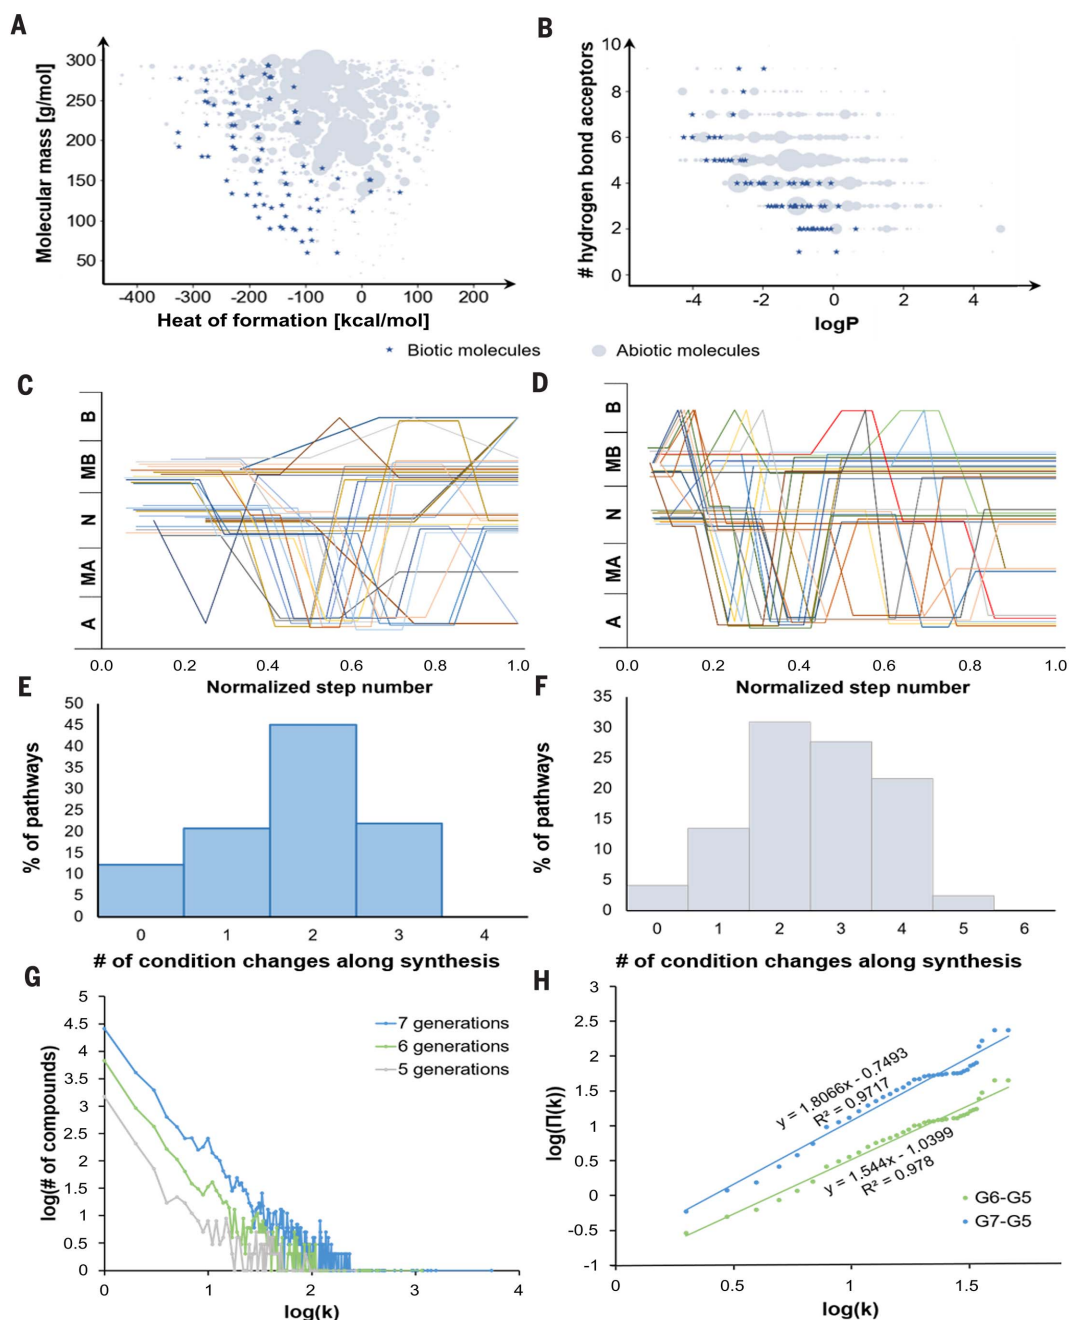 A
Molecular mass [g/mol]
300
250
200
150
100
50
-400 -300 -200 -100 0 100 200
Heat of formation [kcal/mol]
B
# hydrogen bond acceptors
10
8
6
4
2
0
-4 -2 0 2 4
logP
Biotic molecules Abiotic molecules
C
B
MB
N
MA
A
0.0 0.2 0.4 0.6 0.8 1.0
Normalized step number
D
B
MB
N
MA
A
0.0 0.2 0.4 0.6 0.8 1.0
Normalized step number
E
% of pathways
50
45
40
35
30
25
20
15
10
5
0
0 1 2 3 4
# of condition changes along synthesis
F
% of pathways
35
30
25
20
15
10
5
0
0 1 2 3 4 5 6
# of condition changes along synthesis
G
log(# of compounds)
5
4.5
4
3.5
3
2.5
2
1.5
1
0.5
0
7 generations
6 generations
5 generations
0 1 2 3 4
log(k)
H
log(Π(k))
3
2.5
2
1.5
1
0.5
0
-0.5
-1
y = 1.8066x - 0.7493
R² = 0.9717
y = 1.544x - 1.0399
R² = 0.978
G6-G5
G7-G5
0 0.5 1 1.5
log(k)